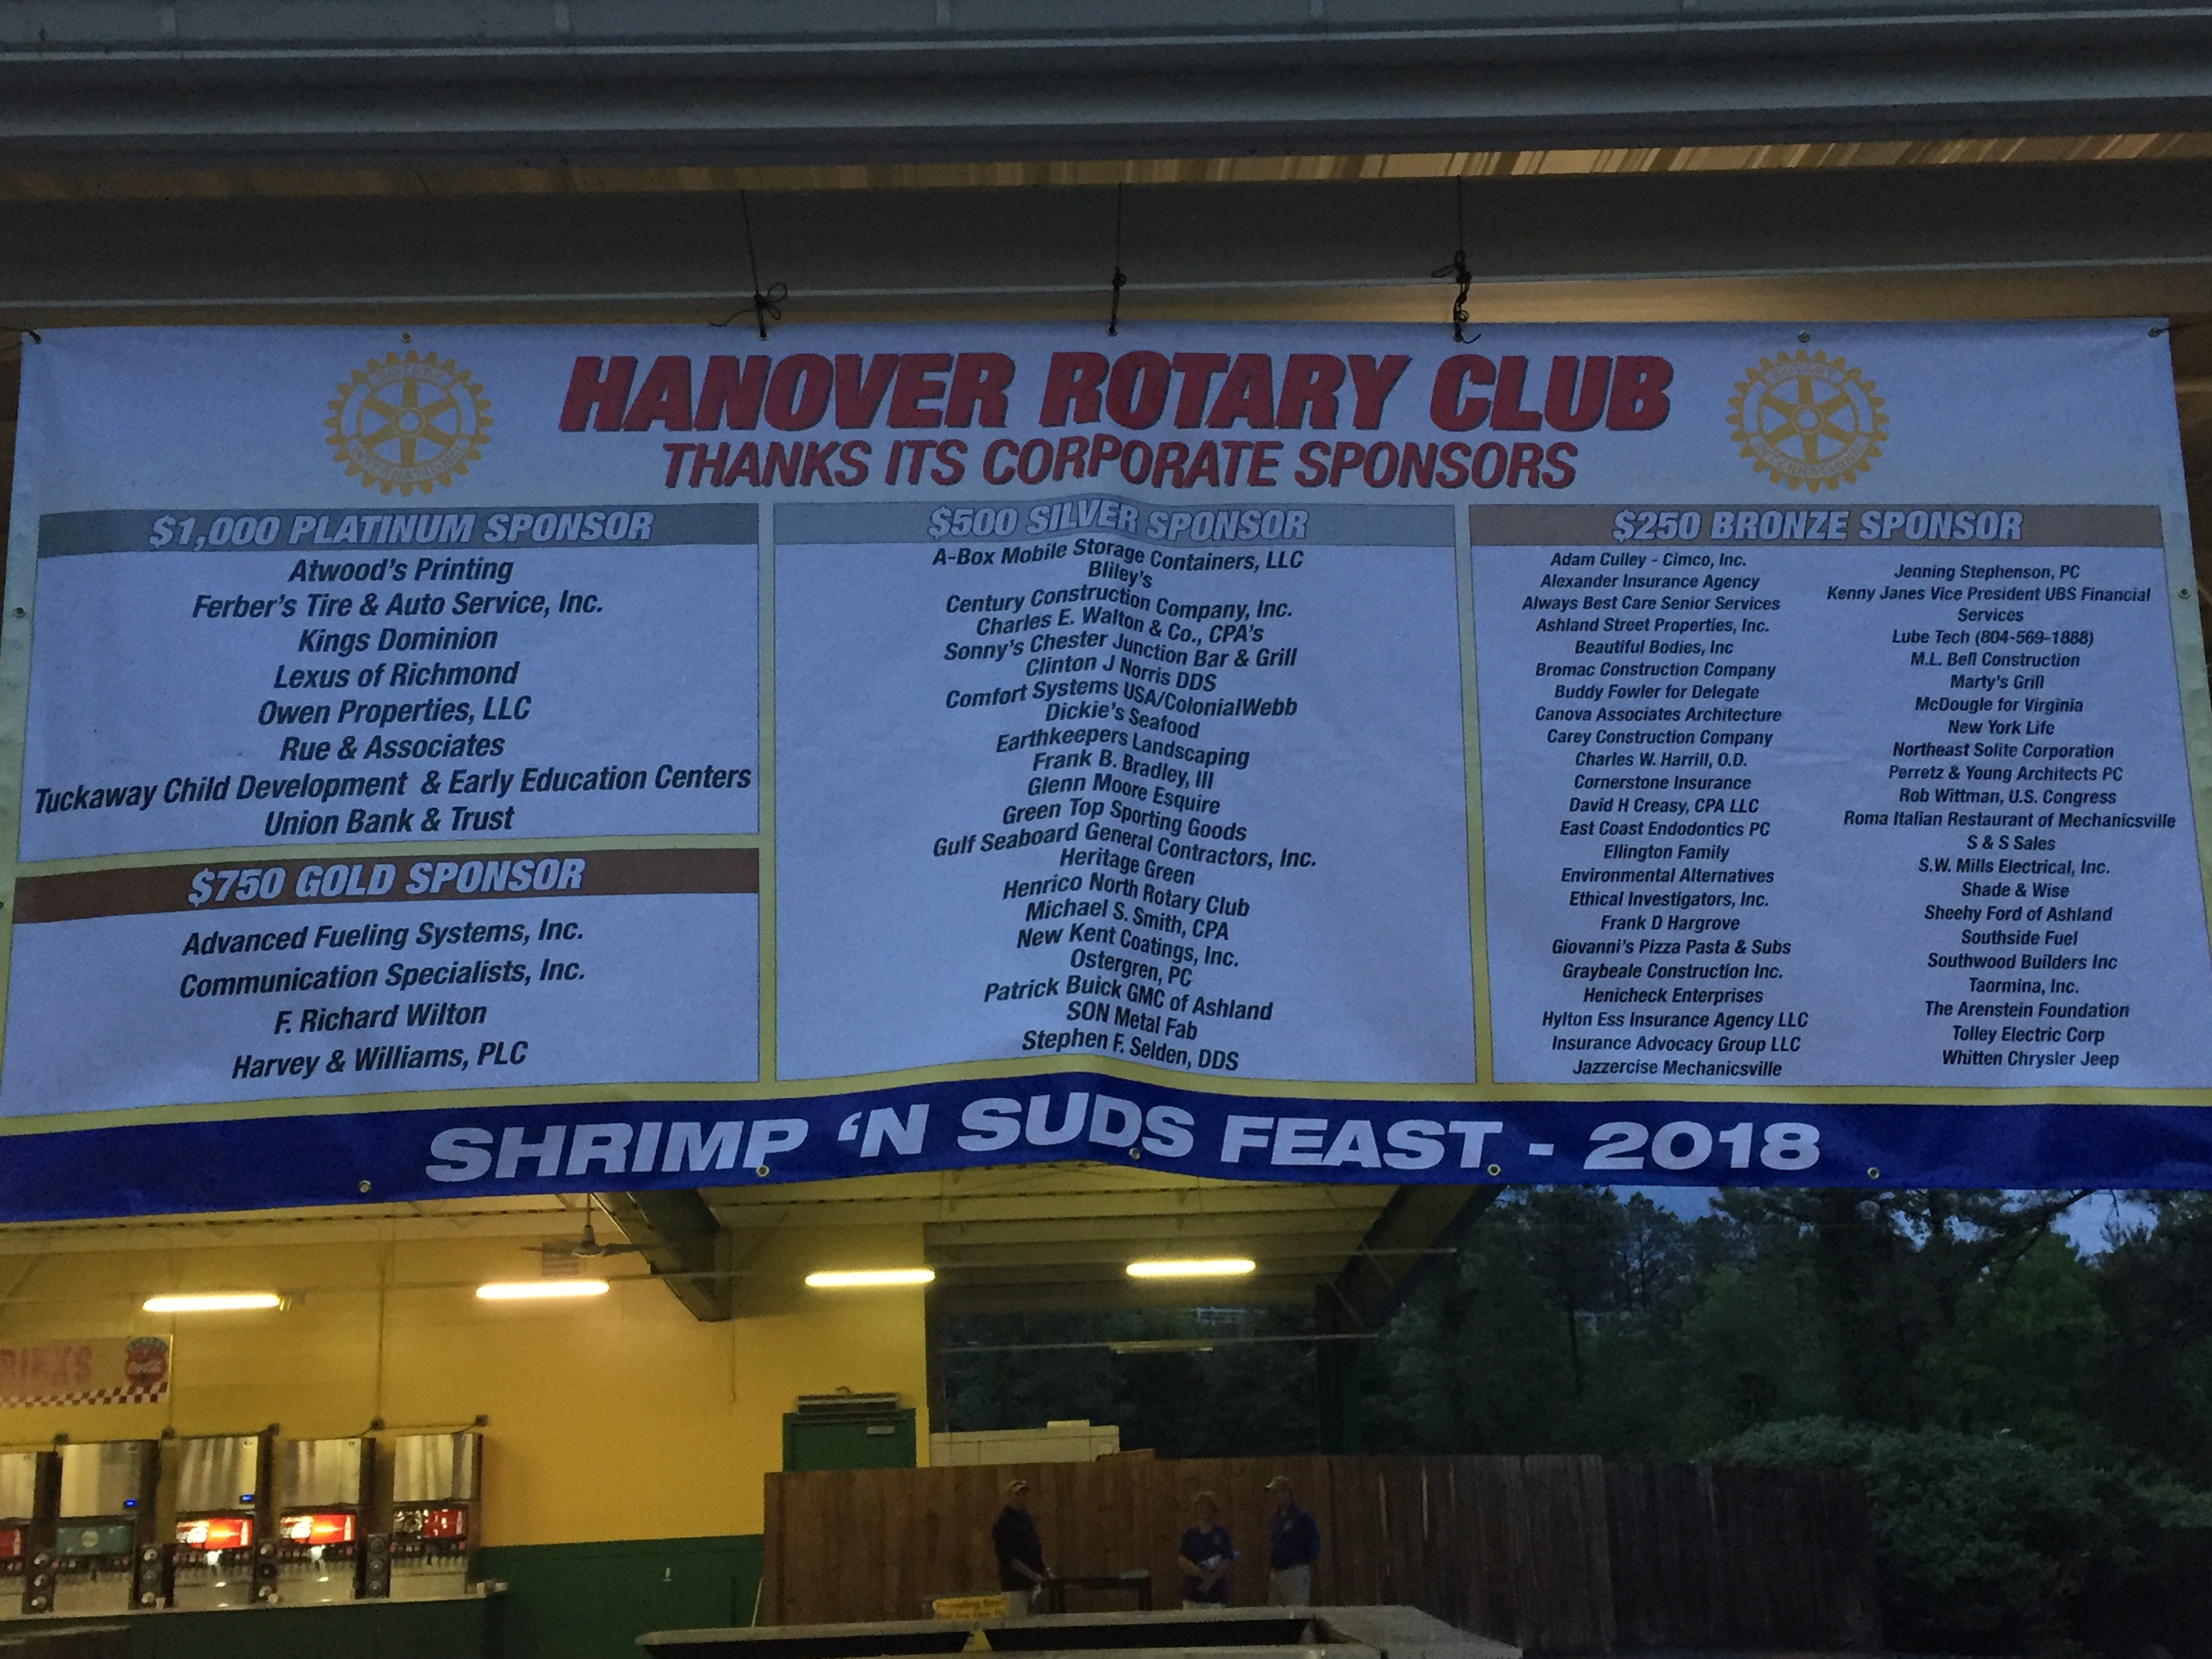 HANOVER ROTARY CLUB
THANKS ITS CORPORATE SPONSORS
ROTARY
INTERNATIONAL
ROTARY
INTERNATIONAL
$1,000 PLATINUM SPONSOR
Atwood's Printing
Ferber's Tire & Auto Service, Inc.
Kings Dominion
Lexus of Richmond
Owen Properties, LLC
Rue & Associates
Tuckaway Child Development & Early Education Centers
Union Bank & Trust
$750 GOLD SPONSOR
Advanced Fueling Systems, Inc.
Communication Specialists, Inc.
F. Richard Wilton
Harvey & Williams, PLC
$500 SILVER SPONSOR
A-Box Mobile Storage Containers, LLC
Bliley's
Century Construction Company, Inc.
Charles E. Walton & Co., CPA's
Sonny's Chester Junction Bar & Grill
Clinton J Norris DDS
Comfort Systems USA/ColonialWebb
Dickie's Seafood
Earthkeepers Landscaping
Frank B. Bradley, III
Glenn Moore Esquire
Green Top Sporting Goods
Gulf Seaboard General Contractors, Inc.
Heritage Green
Henrico North Rotary Club
Michael S. Smith, CPA
New Kent Coatings, Inc.
Ostergren, PC
Patrick Buick GMC of Ashland
SON Metal Fab
Stephen F. Selden, DDS
$250 BRONZE SPONSOR
Adam Culley - Cimco, Inc.
Alexander Insurance Agency
Always Best Care Senior Services
Ashland Street Properties, Inc.
Beautiful Bodies, Inc
Bromac Construction Company
Buddy Fowler for Delegate
Canova Associates Architecture
Carey Construction Company
Charles W. Harrill, O.D.
Cornerstone Insurance
David H Creasy, CPA LLC
East Coast Endodontics PC
Ellington Family
Environmental Alternatives
Ethical Investigators, Inc.
Frank D Hargrove
Giovanni's Pizza Pasta & Subs
Graybeale Construction Inc.
Henicheck Enterprises
Hylton Ess Insurance Agency LLC
Insurance Advocacy Group LLC
Jazzercise Mechanicsville
Jenning Stephenson, PC
Kenny Janes Vice President UBS Financial
Services
Lube Tech (804-569-1888)
M.L. Bell Construction
Marty's Grill
McDougle for Virginia
New York Life
Northeast Solite Corporation
Perretz & Young Architects PC
Rob Wittman, U.S. Congress
Roma Italian Restaurant of Mechanicsville
S & S Sales
S.W. Mills Electrical, Inc.
Shade & Wise
Sheehy Ford of Ashland
Southside Fuel
Southwood Builders Inc
Taormina, Inc.
The Arenstein Foundation
Tolley Electric Corp
Whitten Chrysler Jeep
SHRIMP 'N SUDS FEAST - 2018
Coca-Cola